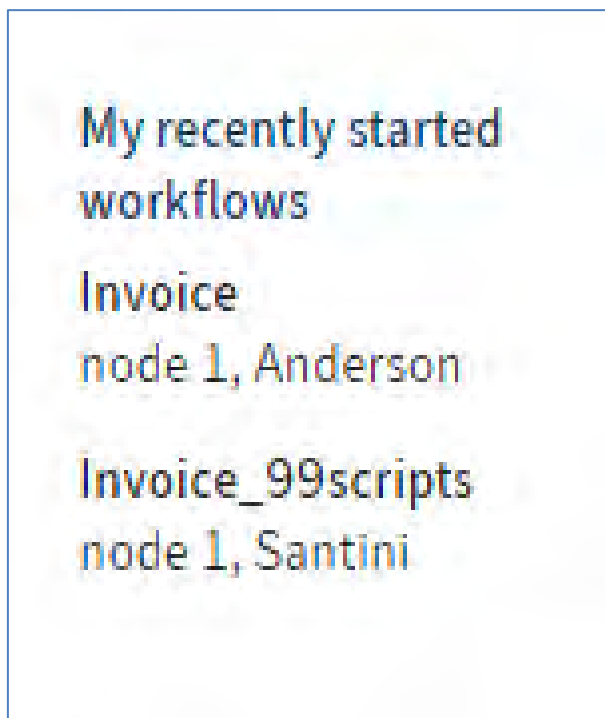 My recently started
workflows
Invoice
node 1, Anderson
Invoice_99scripts
node 1, Santini